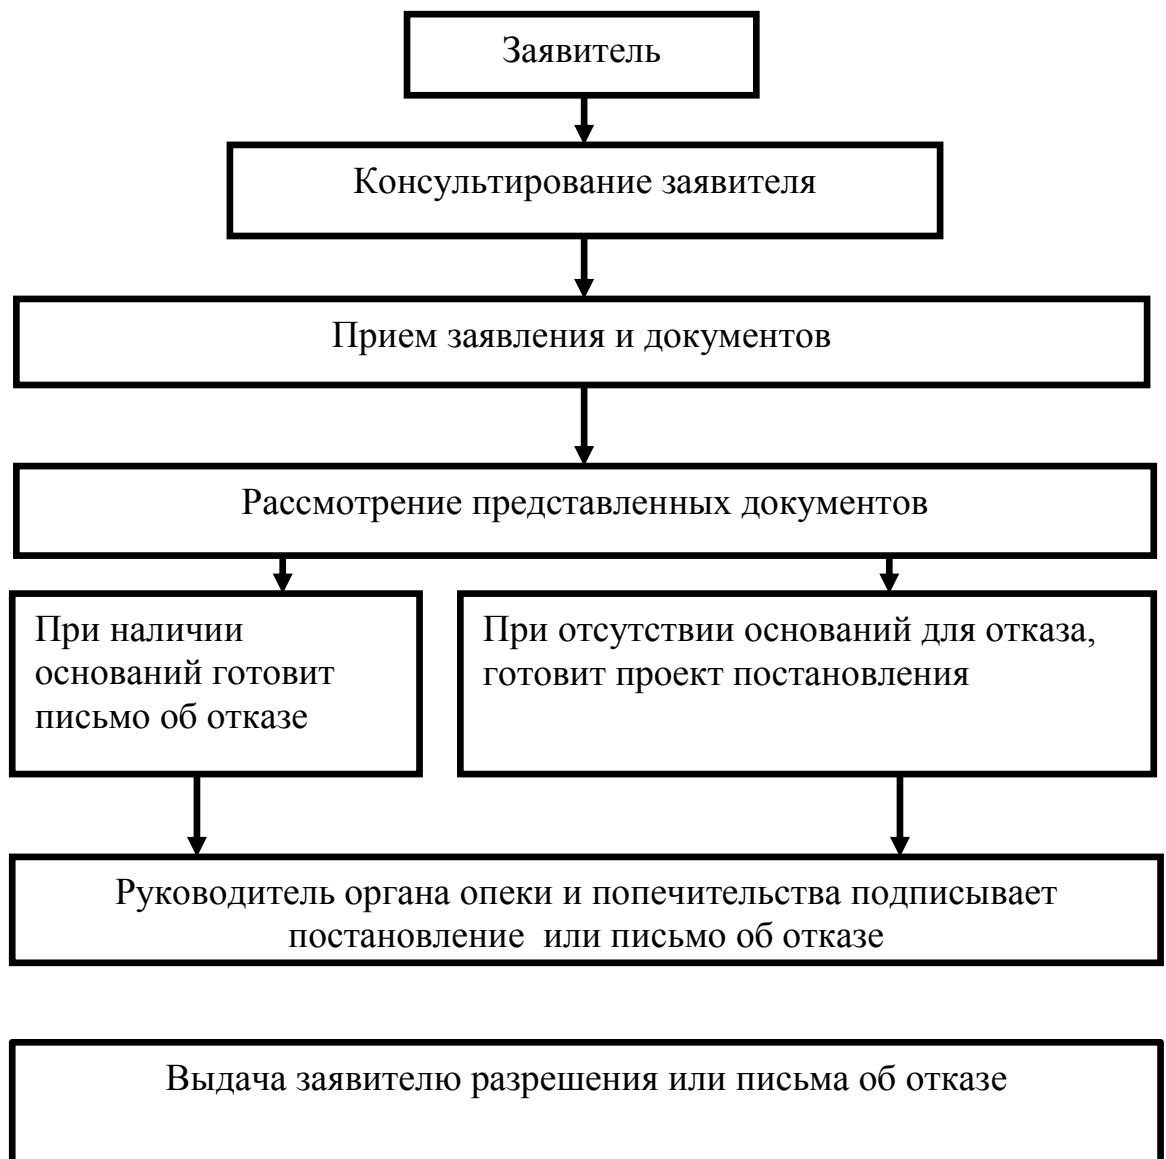 Заявитель
Консультирование заявителя
Прием заявления и документов
Рассмотрение представленных документов
При наличии
оснований готовит
письмо об отказе
При отсутствии оснований для отказа,
готовит проект постановления
Руководитель органа опеки и попечительства подписывает
постановление  или письмо об отказе
Выдача заявителю разрешения или письма об отказе